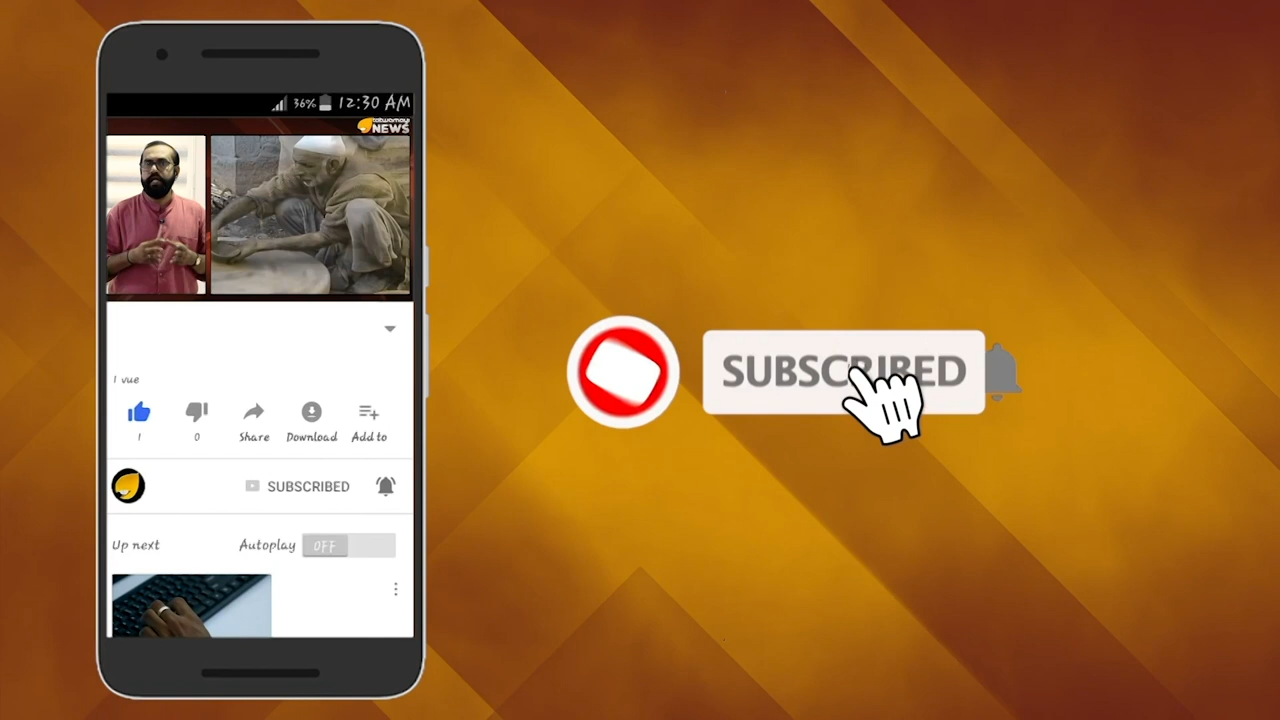 36% 12:30 AM
tatwamayi
NEWS
1 vue
1
0
Share
Download
Add to
SUBSCRIBED
Up next
Autoplay
OFF
SUBSCRIBED